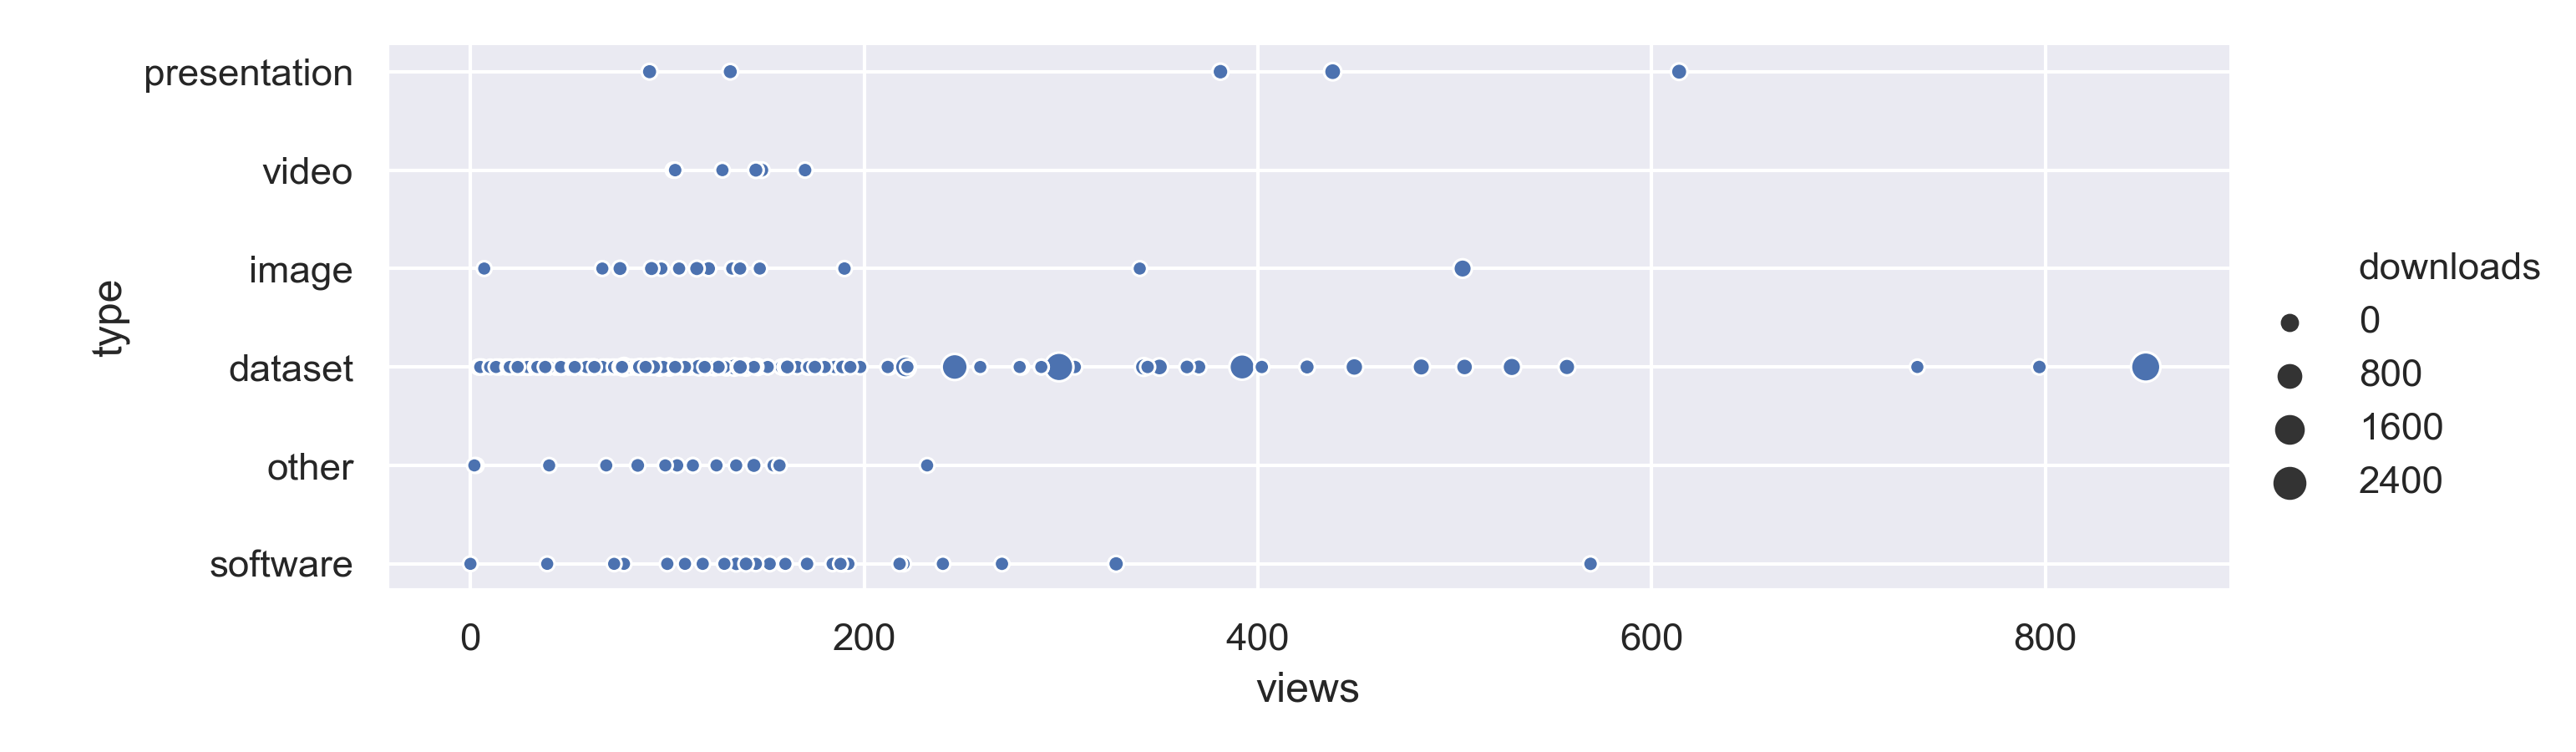 presentation
video
image
dataset
other
software
type
0
200
400
600
800
views
downloads
0
800
1600
2400